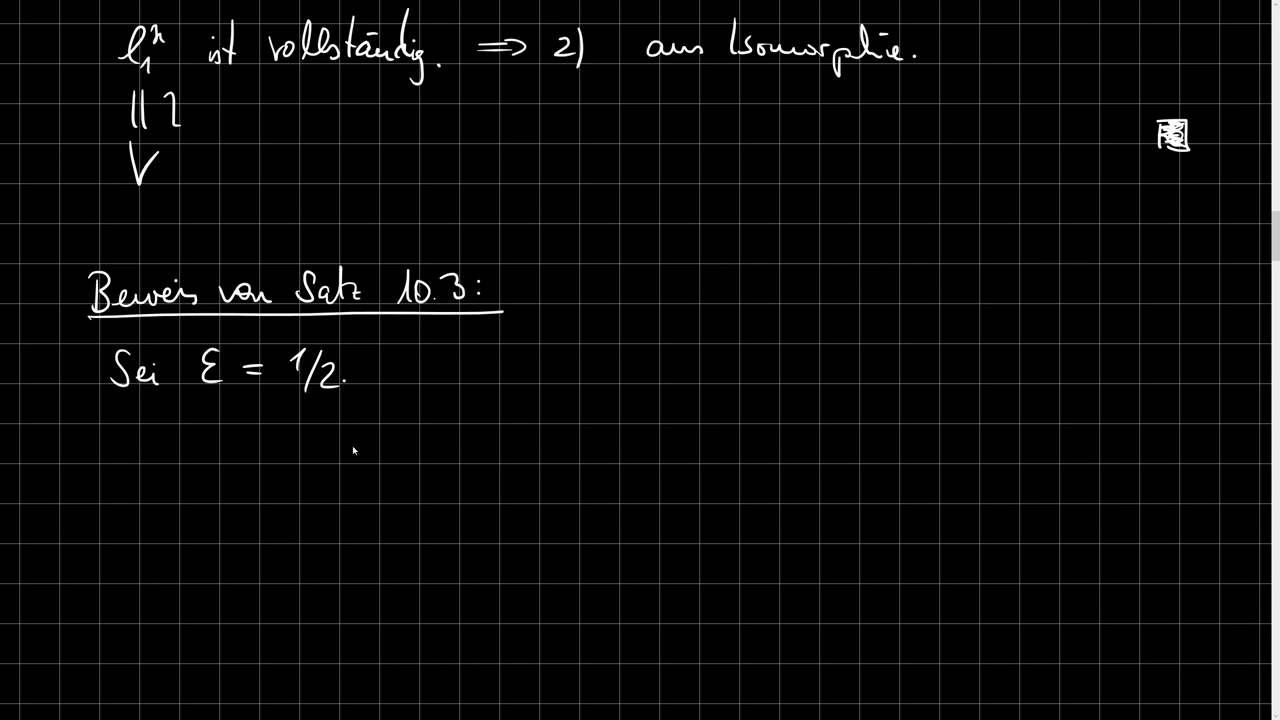 ℓ₁ⁿ ist vollständig. ⟹ 2) aus Isomorphie.
|| ≀
V
Beweis von Satz 10.3:
Sei ε = 1/2.